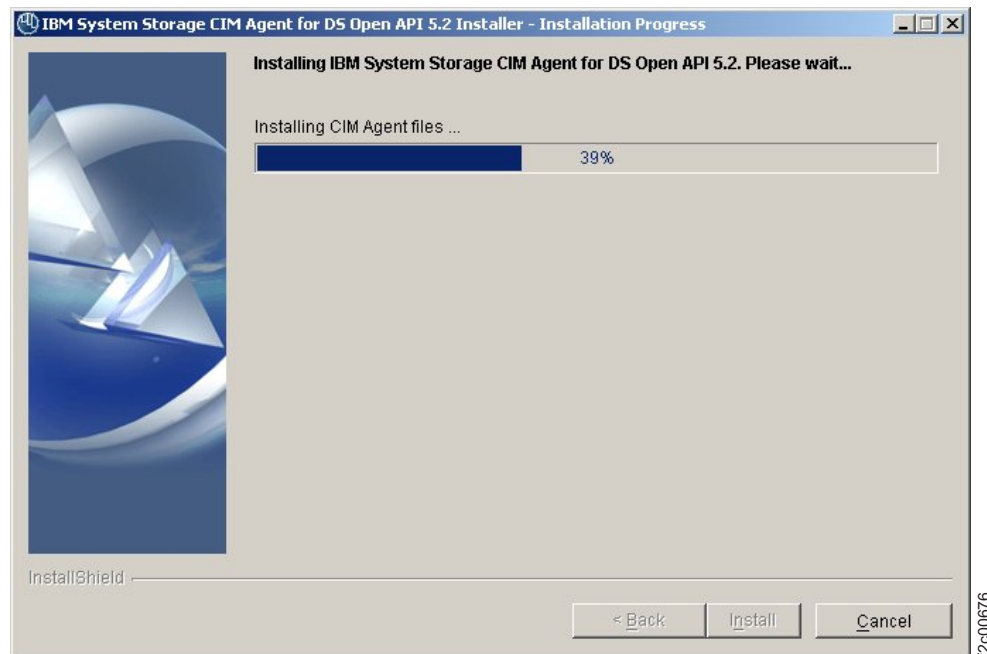 IBM System Storage CIM Agent for DS Open API 5.2 Installer - Installation Progress
Installing IBM System Storage CIM Agent for DS Open API 5.2. Please wait...
Installing CIM Agent files ...
39%
InstallShield
< Back
Install
Cancel